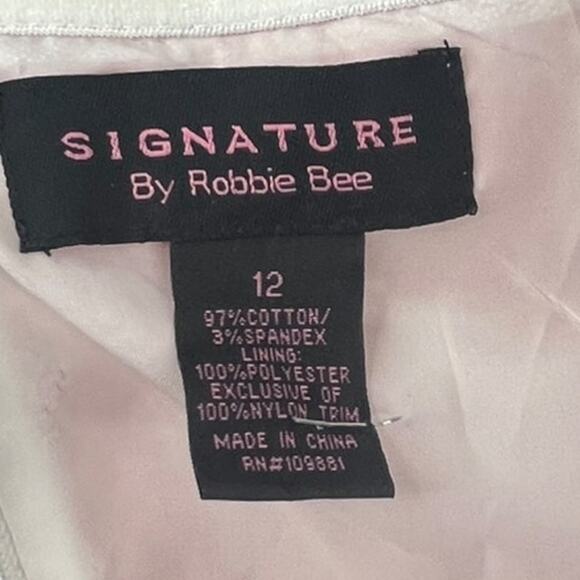 SIGNATURE
By Robbie Bee
12
97%COTTON/
3%SPANDEX
LINING:
100%POLYESTER
EXCLUSIVE OF
100%NYLON TRIM
MADE IN CHINA
RN#109881